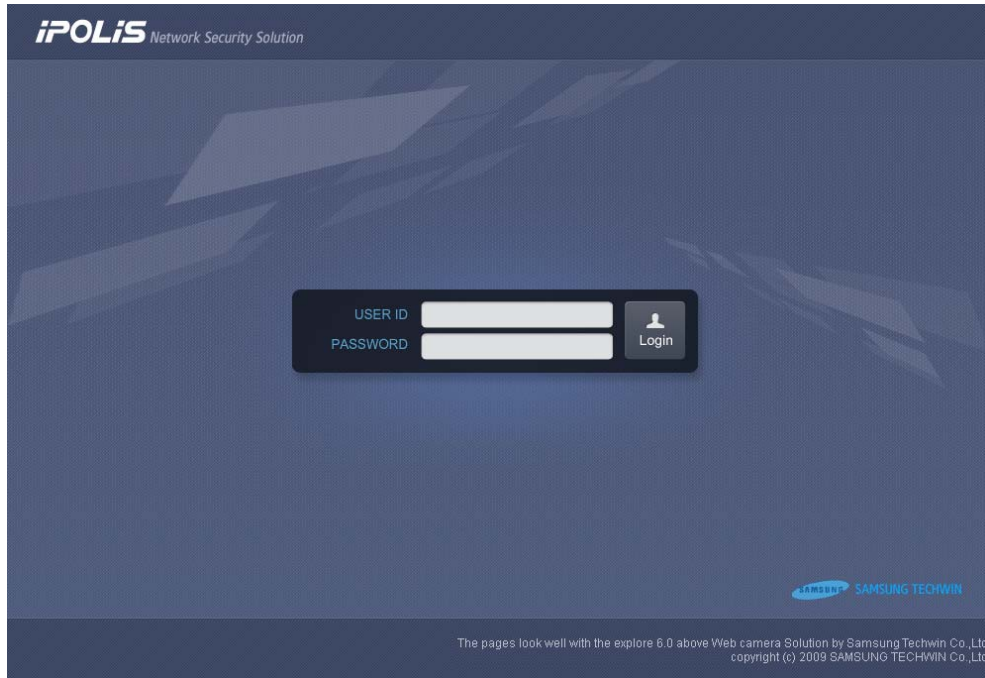 iPOLiS Network Security Solution
USER ID
PASSWORD
Login
SAMSUNG SAMSUNG TECHWIN
The pages look well with the explore 6.0 above Web camera Solution by Samsung Techwin Co.,Ltd
copyright (c) 2009 SAMSUNG TECHWIN Co.,Ltd